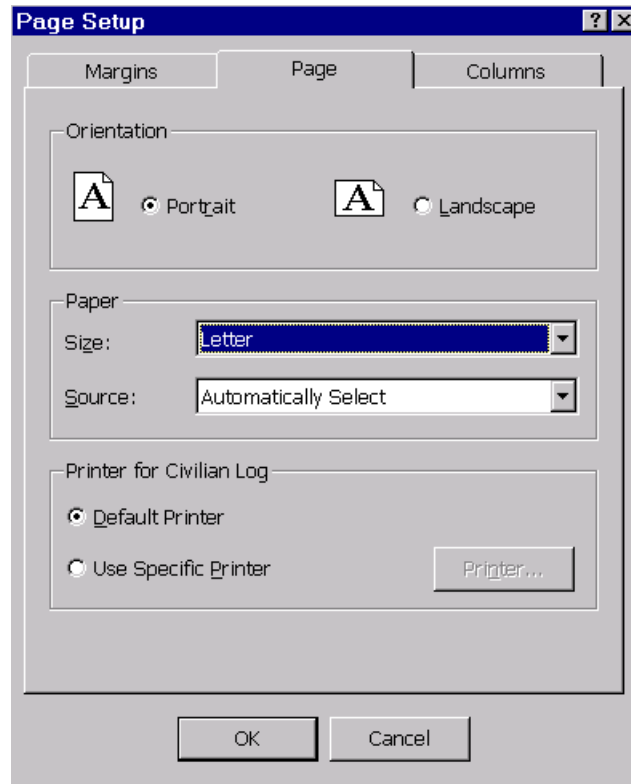 Page Setup
Margins Page Columns
Orientation
A Portrait A Landscape
Paper
Size: Letter
Source: Automatically Select
Printer for Civilian Log
Default Printer
Use Specific Printer Printer...
OK Cancel